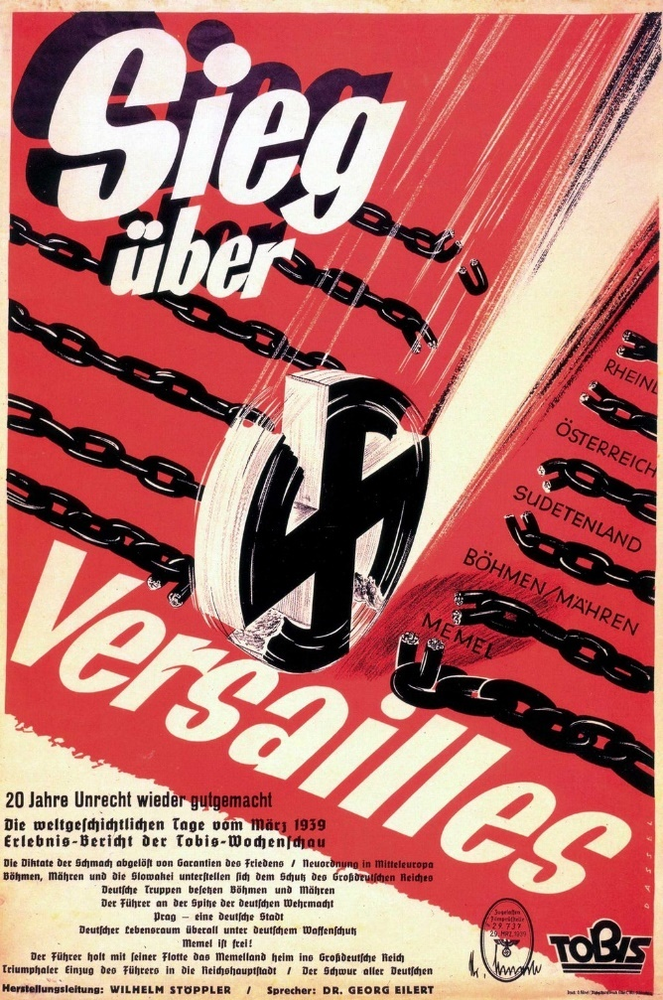 Sieg
über
Versailles
RHEINL
ÖSTERREICH
SUDETENLAND
BÖHMEN/MÄHREN
MEMEL
20 Jahre Unrecht wieder gutgemacht
Die weltgeschichtlichen Tage vom März 1939
Erlebnis-Bericht der Tobis-Wochenschau
Die Diktate der Schmach abgelöst von Garantien des Friedens / Neuordnung in Mitteleuropa
Böhmen, Mähren und die Slowakei unterstellen sich dem Schutz des Großdeutschen Reiches
Deutsche Truppen besetzen Böhmen und Mähren
Der Führer an der Spitze der deutschen Wehrmacht
Prag – eine deutsche Stadt
Deutscher Lebensraum überall unter deutschem Waffenschutz
Memel ist frei!
Der Führer holt mit seiner Flotte das Memelland heim ins Großdeutsche Reich
Triumphaler Einzug des Führers in die Reichshauptstadt / Der Schwur aller Deutschen
Herstellungsleitung: WILHELM STÖPPLER / Sprecher: DR. GEORG EILERT
DASSEL
Zugelassen
Filmprüfstelle
29737
29. MRZ. 1939
TOBIS